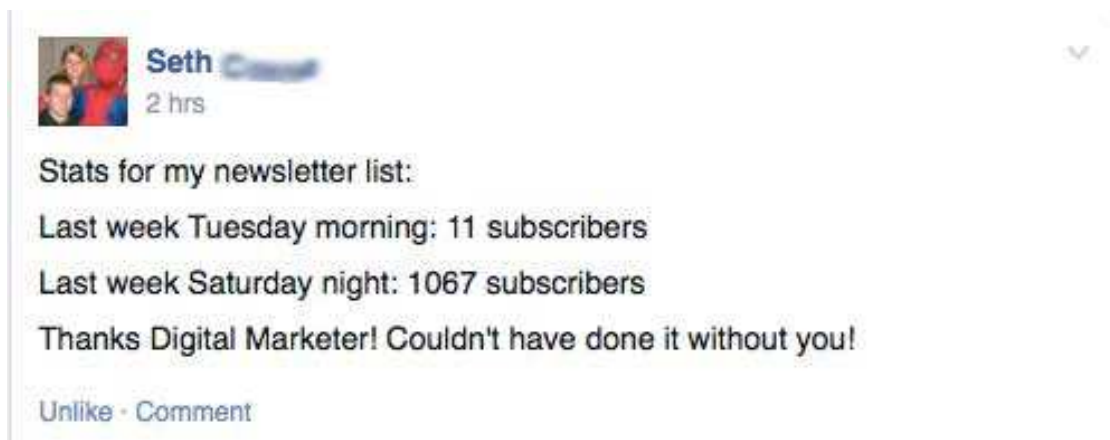 Seth
2 hrs
Stats for my newsletter list:
Last week Tuesday morning: 11 subscribers
Last week Saturday night: 1067 subscribers
Thanks Digital Marketer! Couldn't have done it without you!
Unlike · Comment